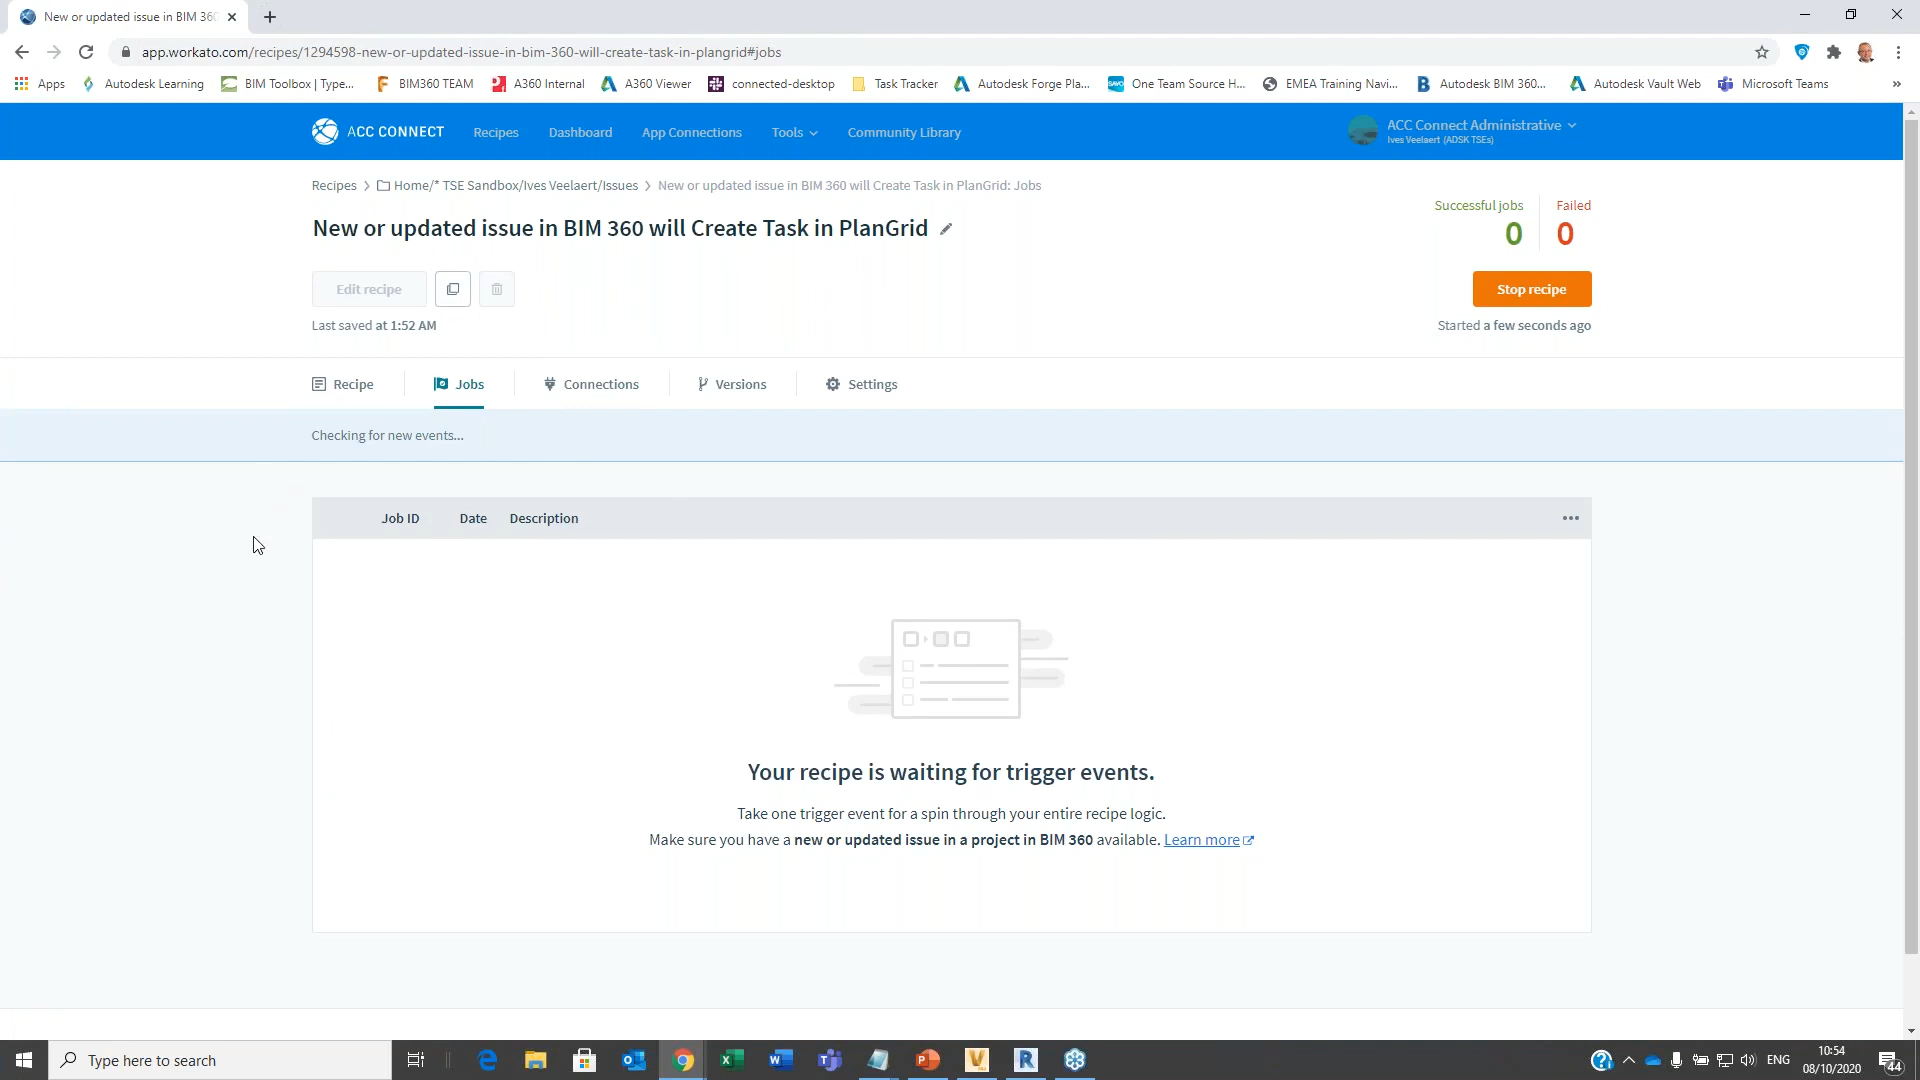 New or updated issue in BIM 360
app.workato.com/recipes/1294598-new-or-updated-issue-in-bim-360-will-create-task-in-plangrid#jobs
Apps Autodesk Learning BIM Toolbox | Type... BIM360 TEAM A360 Internal A360 Viewer connected-desktop Task Tracker Autodesk Forge Pla... One Team Source H... EMEA Training Navi... Autodesk BIM 360... Autodesk Vault Web Microsoft Teams »
ACC CONNECT Recipes Dashboard App Connections Tools Community Library
ACC Connect Administrative
Ives Veelaert (ADSK TSEs)
Recipes > Home/* TSE Sandbox/Ives Veelaert/Issues > New or updated issue in BIM 360 will Create Task in PlanGrid: Jobs
New or updated issue in BIM 360 will Create Task in PlanGrid
Successful jobs Failed
0 0
Edit recipe
Stop recipe
Last saved at 1:52 AM
Started a few seconds ago
Recipe Jobs Connections Versions Settings
Checking for new events...
Job ID Date Description
Your recipe is waiting for trigger events.
Take one trigger event for a spin through your entire recipe logic.
Make sure you have a new or updated issue in a project in BIM 360 available. Learn more
Type here to search
ENG
10:54
08/10/2020
44